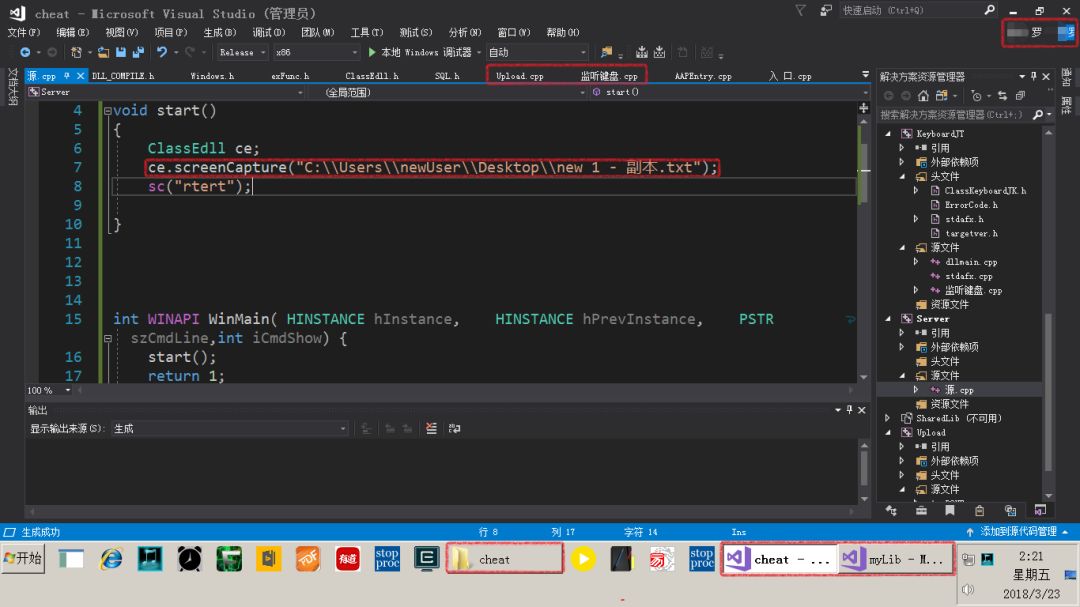 cheat - Microsoft Visual Studio (管理员)
快速启动 (Ctrl+Q)
文件(F) 编辑(E) 视图(V) 项目(P) 生成(B) 调试(D) 团队(M) 工具(T) 测试(S) 分析(N) 窗口(W) 帮助(H)
罗 罗
Release x86 本地 Windows 调试器 自动
源.cpp DLL_COMPILE.h Windows.h exFunc.h ClassEdll.h SQL.h Upload.cpp 监听键盘.cpp AAPEntry.cpp 入口.cpp
Server (全局范围) start()
4 void start()
5 {
6 ClassEdll ce;
7 ce.screenCapture("C:\\Users\\newUser\\Desktop\\new 1 - 副本.txt");
8 sc("rtert");
9
10 }
11
12
13
14
15 int WINAPI WinMain( HINSTANCE hInstance, HINSTANCE hPrevInstance, PSTR
szCmdLine,int iCmdShow) {
16 start();
17 return 1;
100 %
输出
显示输出来源(S): 生成
解决方案资源管理器
搜索解决方案资源管理器(Ctrl+;)
KeyboardJT
引用
外部依赖项
头文件
ClassKeyboardJK.h
ErrorCode.h
stdafx.h
targetver.h
源文件
dllmain.cpp
stdafx.cpp
监听键盘.cpp
资源文件
Server
引用
外部依赖项
头文件
源文件
源.cpp
资源文件
SharedLib (不可用)
Upload
引用
外部依赖项
头文件
源文件
通知
属性
生成成功 行 8 列 17 字符 14 Ins 添加到源代码管理
开始
有道
stop
proc
cheat
stop
proc
cheat - ...
myLib - M...
2:21
星期五
2018/3/23